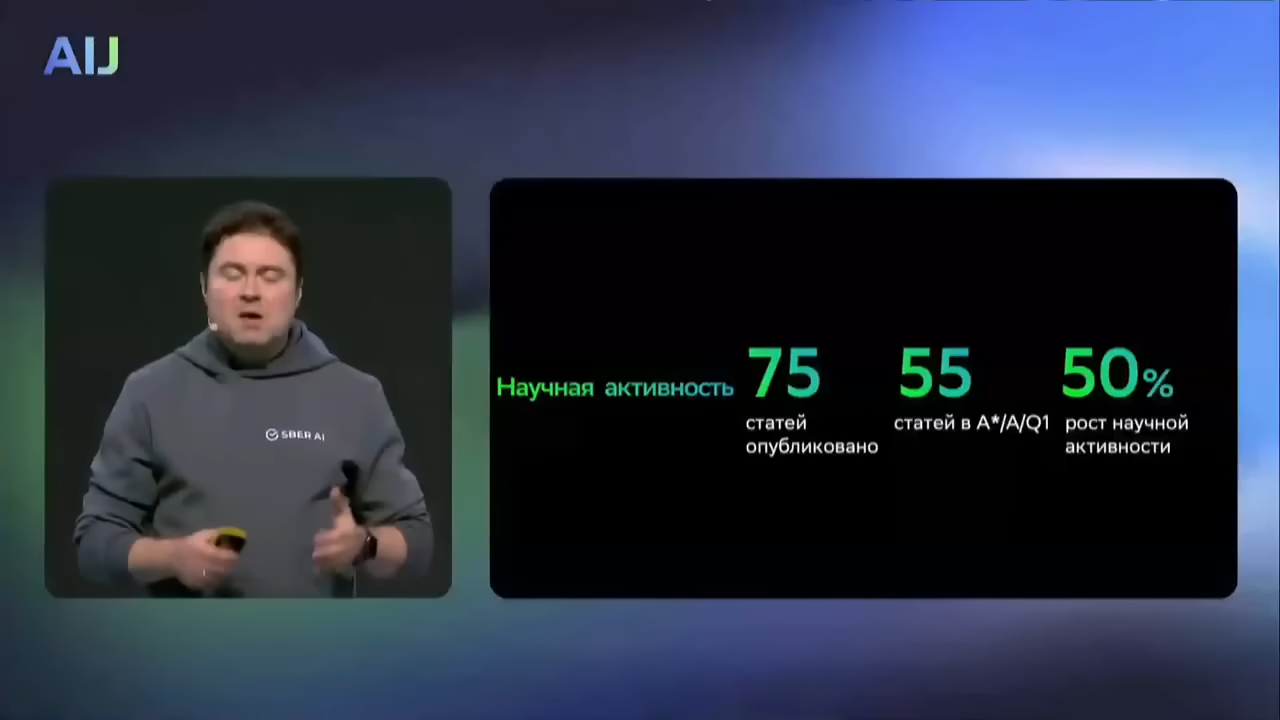 AIJ
SBER AI
Научная активность
75
статей
опубликовано
55
статей в A*/A/Q1
50%
рост научной
активности